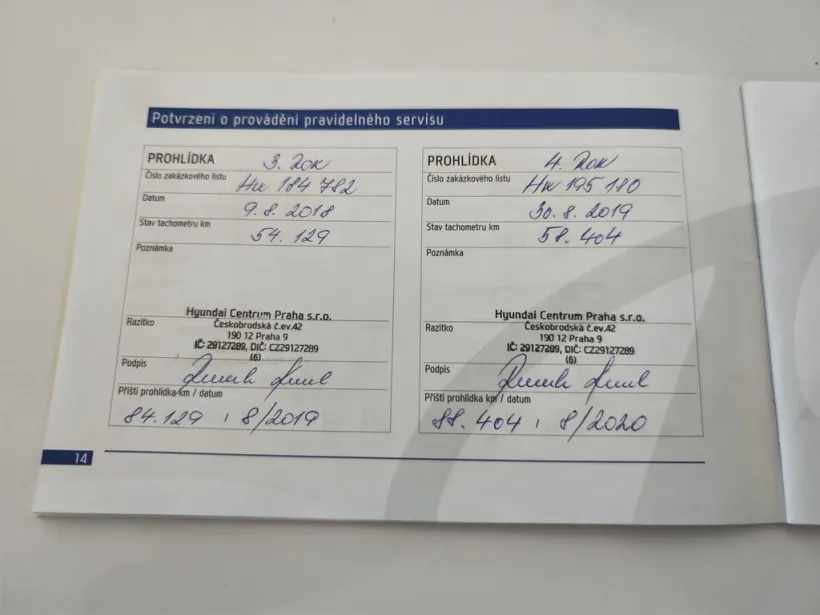 Potvrzení o provádění pravidelného servisu
PROHLÍDKA 3. ROK
Číslo zakázkového listu HK 184 782
Datum 9.8.2018
Stav tachometru km 54.129
Poznámka
Razítko
Hyundai Centrum Praha s.r.o.
Českobrodská č.ev.42
190 12 Praha 9
IČ: 29127289, DIČ: CZ29127289
(6)
Podpis
Příští prohlídka km / datum
84.129 / 8/2019
PROHLÍDKA 4. ROK
Číslo zakázkového listu HK 195 180
Datum 30.8.2019
Stav tachometru km 58.404
Poznámka
Razítko
Hyundai Centrum Praha s.r.o.
Českobrodská č.ev.42
190 12 Praha 9
IČ: 29127289, DIČ: CZ29127289
(6)
Podpis
Příští prohlídka km / datum
88.404 / 8/2020
14